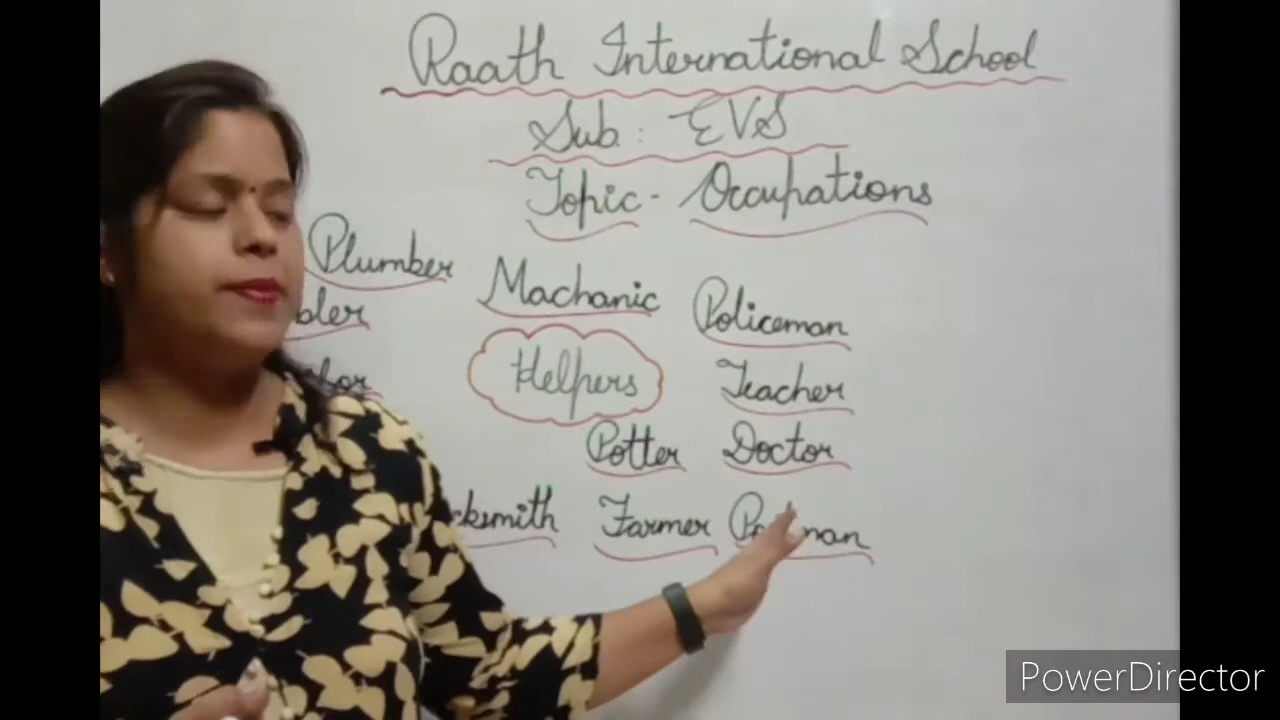 Raath International School
Sub: EVS
Topic - Occupations
Plumber Machanic Policeman
Helpers Teacher
Potter Doctor
Farmer
PowerDirector